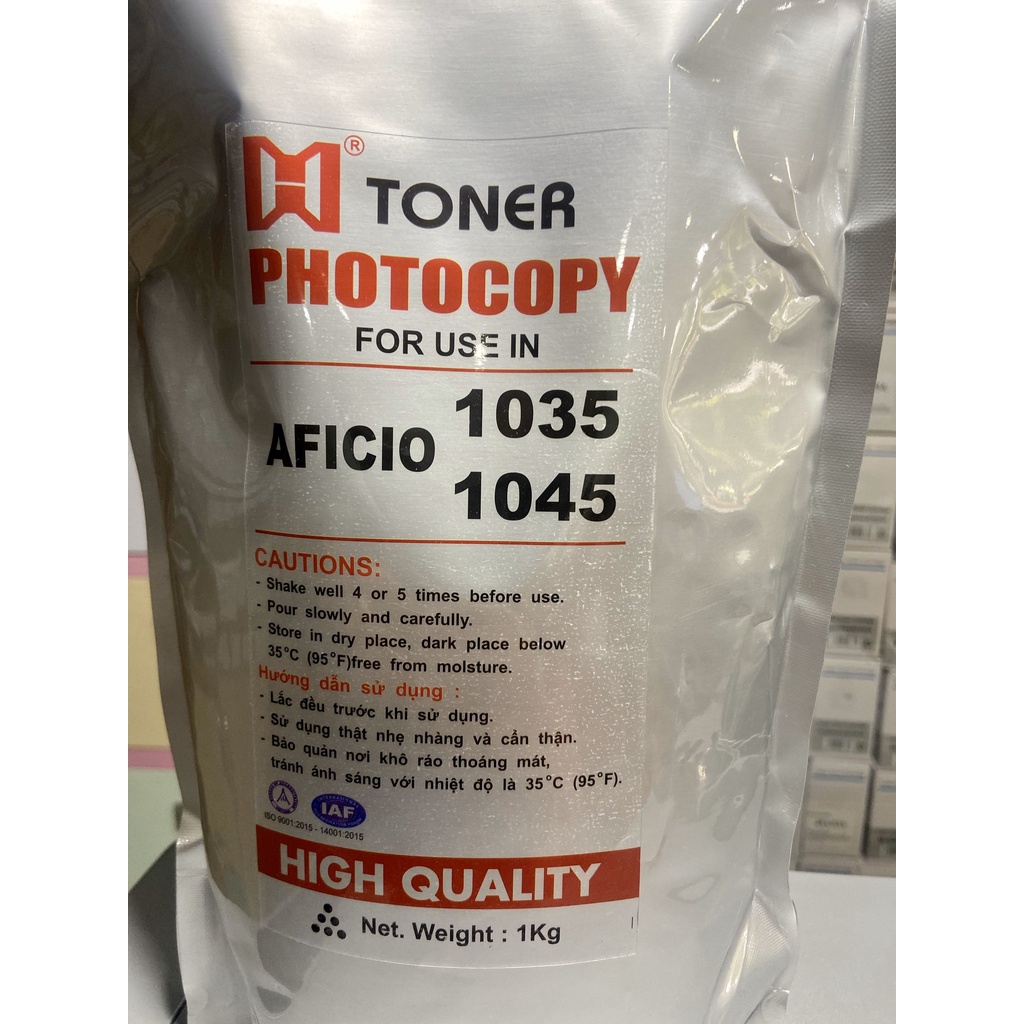 ®
TONER
PHOTOCOPY
FOR USE IN
AFICIO
1035
1045
CAUTIONS:
- Shake well 4 or 5 times before use.
- Pour slowly and carefully.
- Store in dry place, dark place below
35°C (95°F)free from molsture.
Hướng dẫn sử dụng :
- Lắc đều trước khi sử dụng.
- Sử dụng thật nhẹ nhàng và cẩn thận.
- Bảo quản nơi khô ráo thoáng mát,
tránh ánh sáng với nhiệt độ là 35°C (95°F).
IAF
ISO 9001:2015 - 14001:2015
HIGH QUALITY
Net. Weight : 1Kg